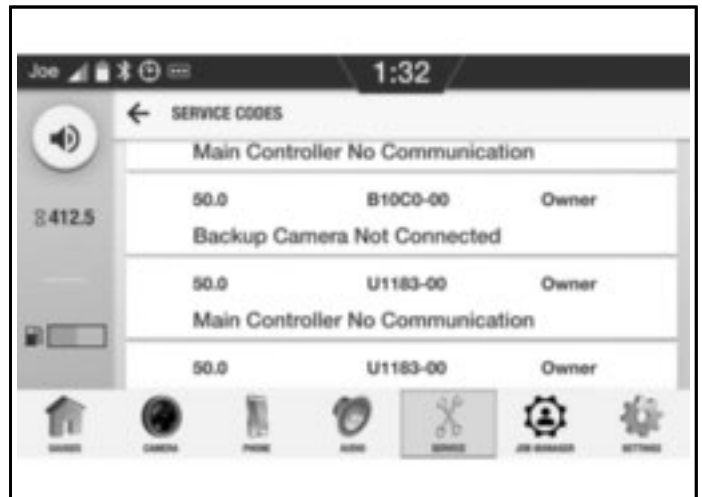 Joe 1:32
SERVICE CODES
Main Controller No Communication
50.0 B10C0-00 Owner
Backup Camera Not Connected
412.5
50.0 U1183-00 Owner
Main Controller No Communication
50.0 U1183-00 Owner
GAUGES CAMERA PHONE AUDIO SERVICE JOB MANAGER SETTINGS